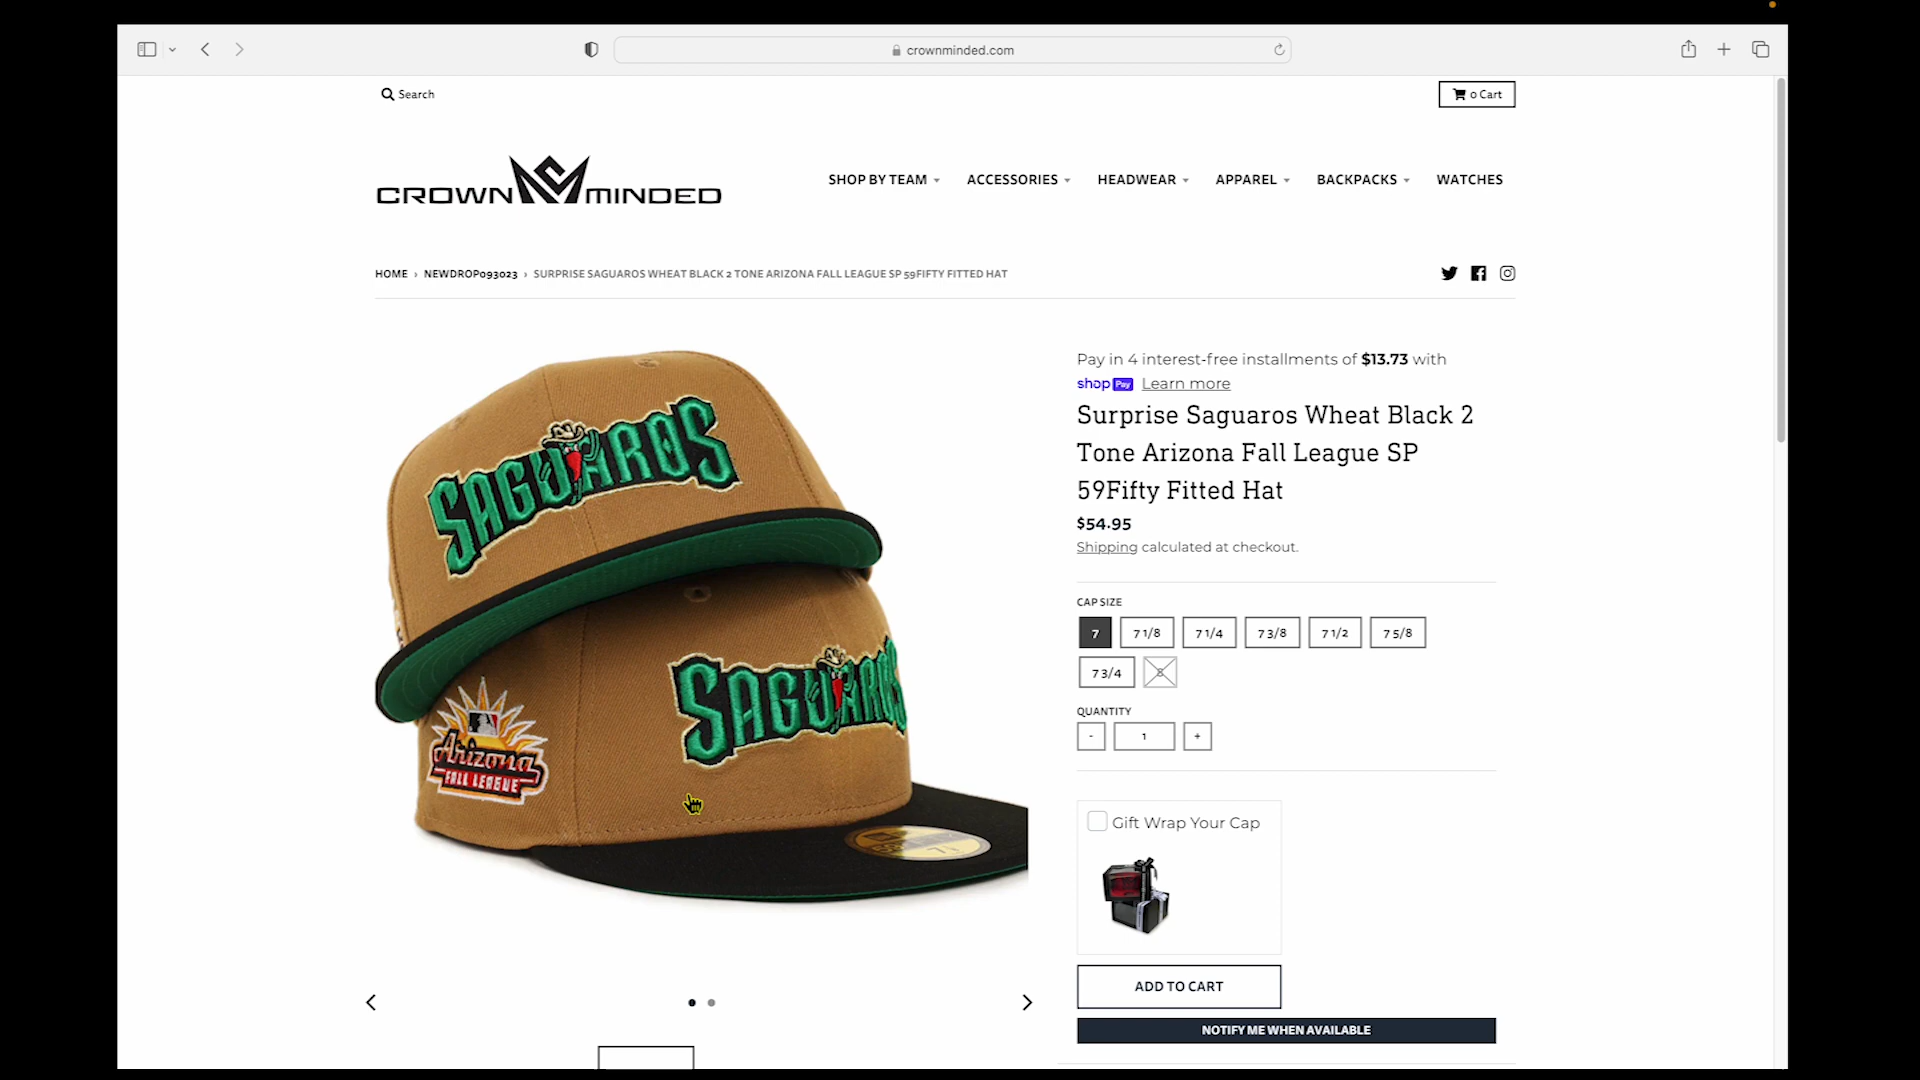 crownminded.com
Search
0 Cart
CROWN MINDED
SHOP BY TEAM
ACCESSORIES
HEADWEAR
APPAREL
BACKPACKS
WATCHES
HOME › NEWDROP093023 › SURPRISE SAGUAROS WHEAT BLACK 2 TONE ARIZONA FALL LEAGUE SP 59FIFTY FITTED HAT
SAGUAROS
SAGUAROS
Arizona
FALL LEAGUE
Pay in 4 interest-free installments of $13.73 with
shop Pay Learn more
Surprise Saguaros Wheat Black 2
Tone Arizona Fall League SP
59Fifty Fitted Hat
$54.95
Shipping calculated at checkout.
CAP SIZE
7 7 1/8 7 1/4 7 3/8 7 1/2 7 5/8
7 3/4 8
QUANTITY
- 1 +
Gift Wrap Your Cap
ADD TO CART
NOTIFY ME WHEN AVAILABLE